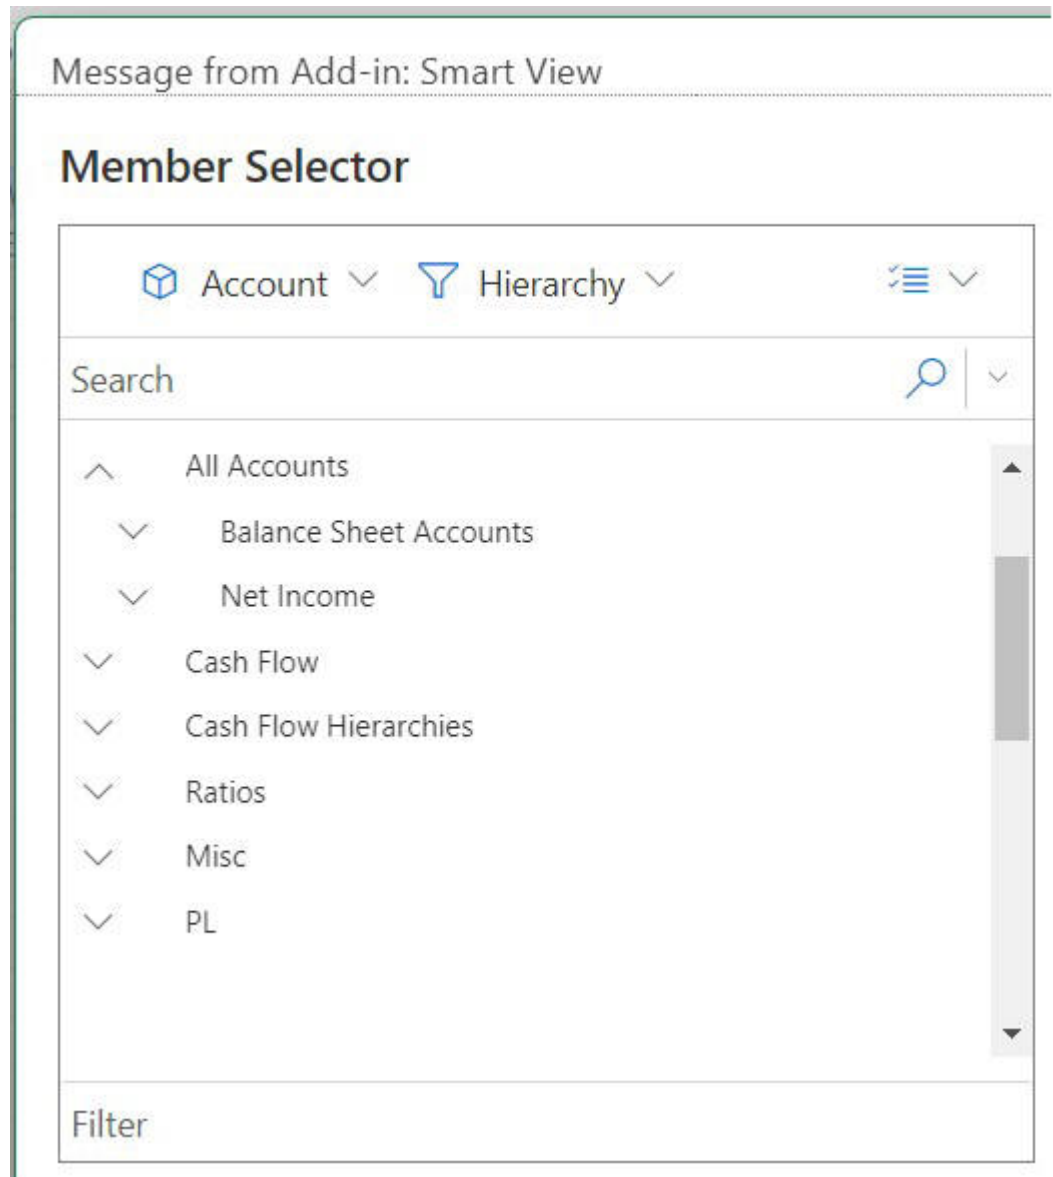 Message from Add-in: Smart View
Member Selector
Account Hierarchy
Search
All Accounts
Balance Sheet Accounts
Net Income
Cash Flow
Cash Flow Hierarchies
Ratios
Misc
PL
Filter